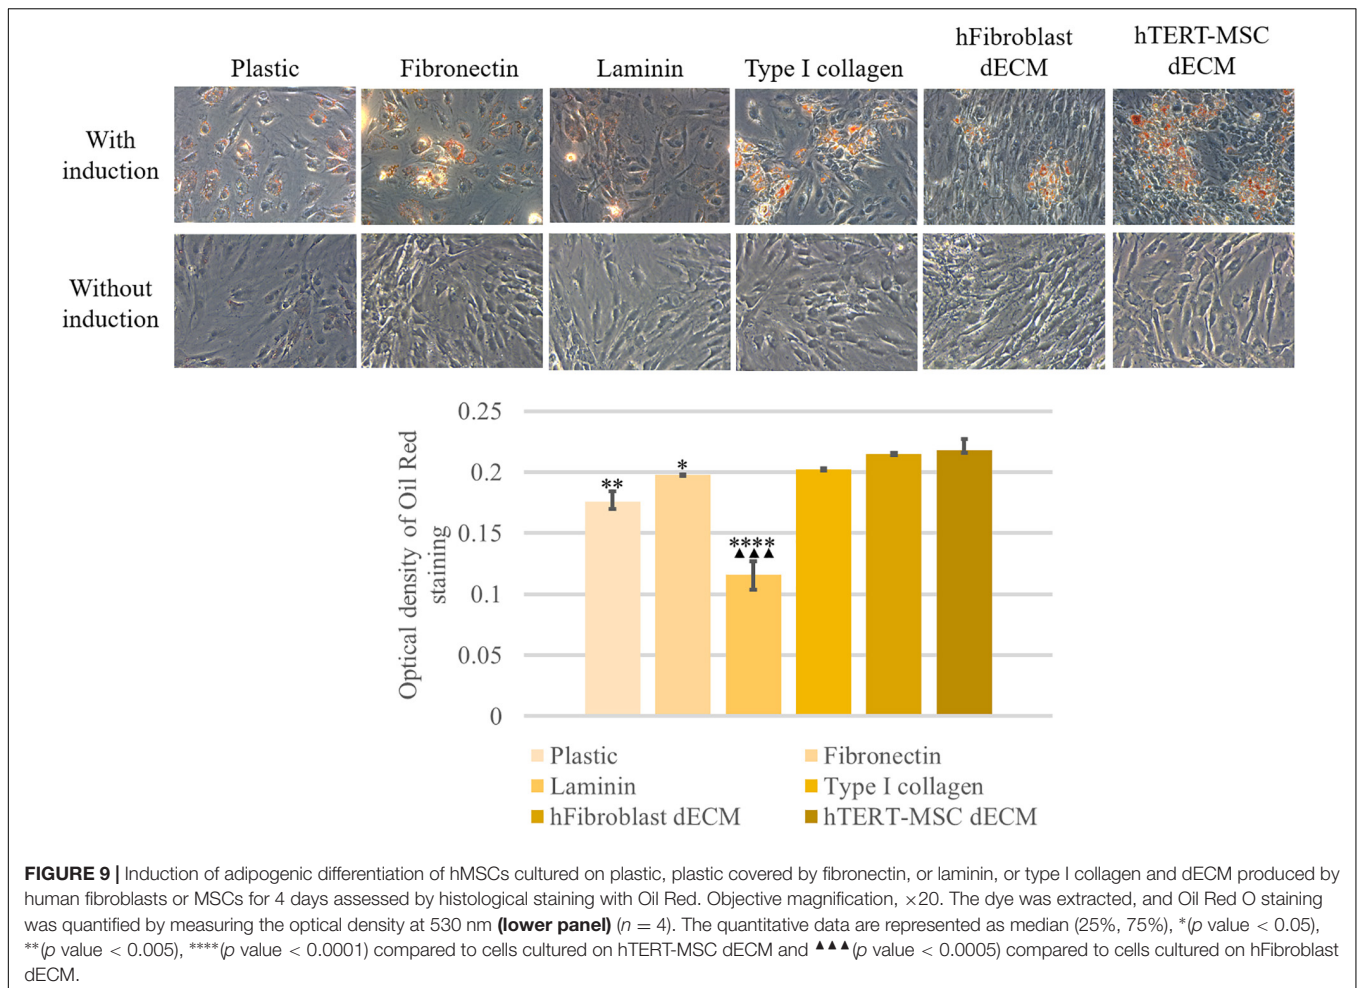 Plastic
Fibronectin
Laminin
Type I collagen
hFibroblast
dECM
hTERT-MSC
dECM
With
induction
Without
induction
Optical density of Oil Red
staining
0.25
0.2
0.15
0.1
0.05
0
**
*
****
▲▲▲
Plastic
Fibronectin
Laminin
Type I collagen
hFibroblast dECM
hTERT-MSC dECM
FIGURE 9 | Induction of adipogenic differentiation of hMSCs cultured on plastic, plastic covered by fibronectin, or laminin, or type I collagen and dECM produced by
human fibroblasts or MSCs for 4 days assessed by histological staining with Oil Red. Objective magnification, ×20. The dye was extracted, and Oil Red O staining
was quantified by measuring the optical density at 530 nm (lower panel) (n = 4). The quantitative data are represented as median (25%, 75%), *(p value < 0.05),
**(p value < 0.005), ****(p value < 0.0001) compared to cells cultured on hTERT-MSC dECM and ▲▲▲(p value < 0.0005) compared to cells cultured on hFibroblast
dECM.